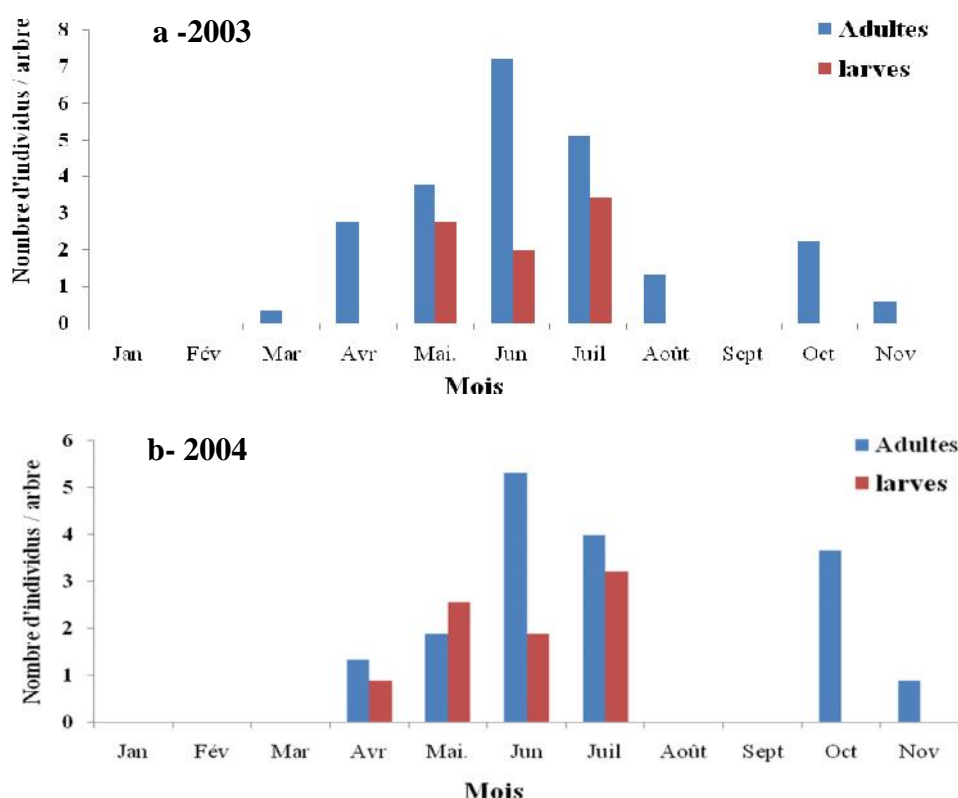 a -2003
Adultes
larves
Nombre d'individus / arbre
8
7
6
5
4
3
2
1
0
Jan Fév Mar Avr Mai. Jun Juil Août Sept Oct Nov
Mois
b- 2004
Adultes
larves
Nombre d'individus / arbre
6
5
4
3
2
1
0
Jan Fév Mar Avr Mai. Jun Juil Août Sept Oct Nov
Mois